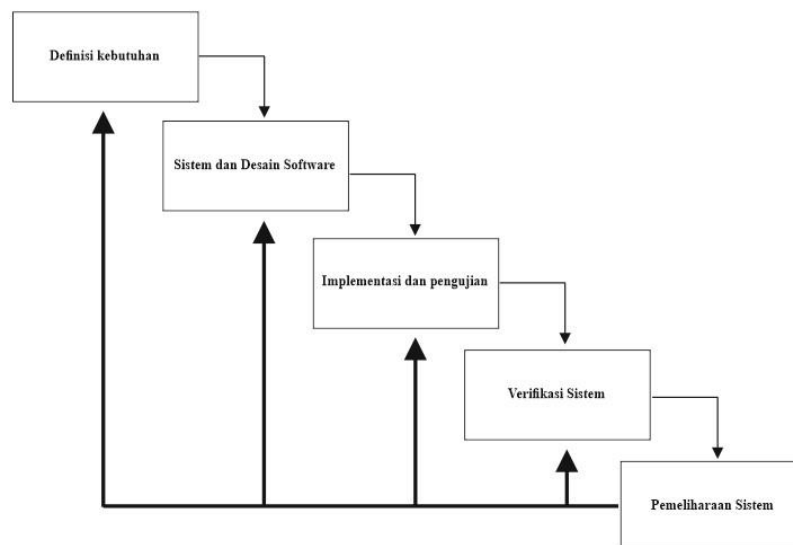 Definisi kebutuhan
Sistem dan Desain Software
Implementasi dan pengujian
Verifikasi Sistem
Pemeliharaan Sistem